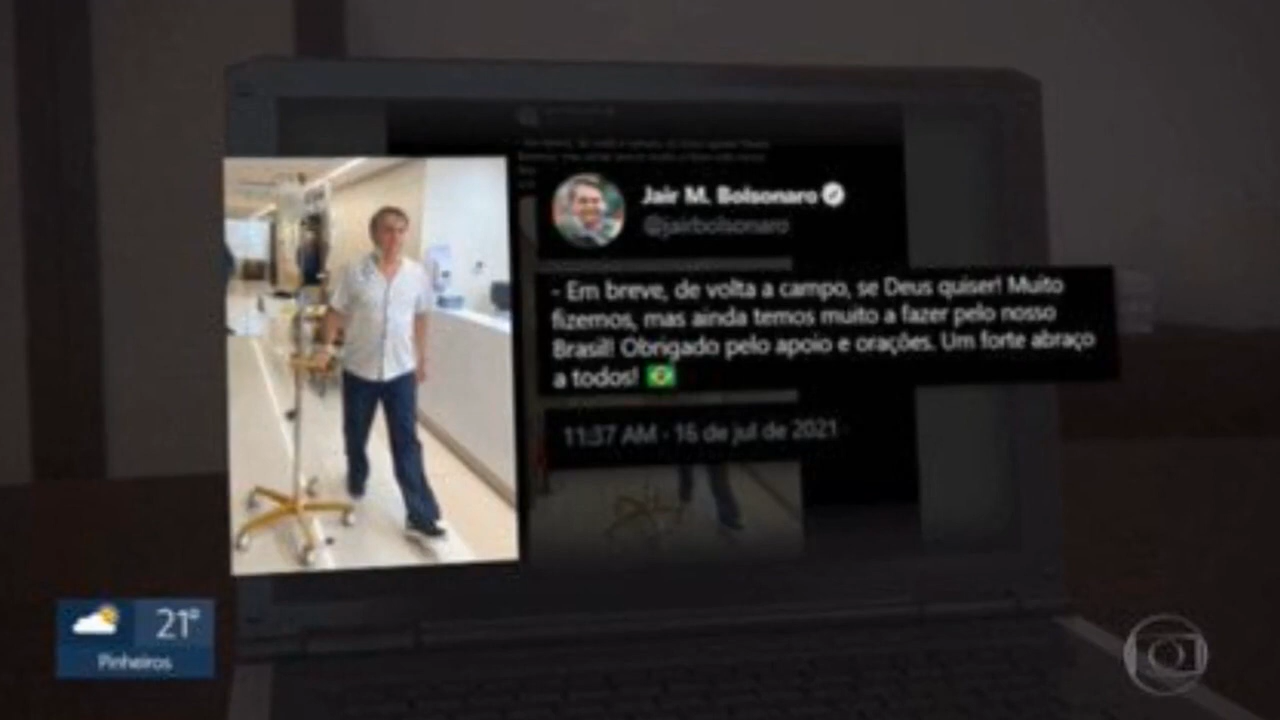 Jair M. Bolsonaro
@jairbolsonaro
- Em breve, de volta a campo, se Deus quiser! Muito
fizemos, mas ainda temos muito a fazer pelo nosso
Brasil! Obrigado pelo apoio e orações. Um forte abraço
a todos!
11:37 AM · 16 de jul de 2021
21°
Pinheiros